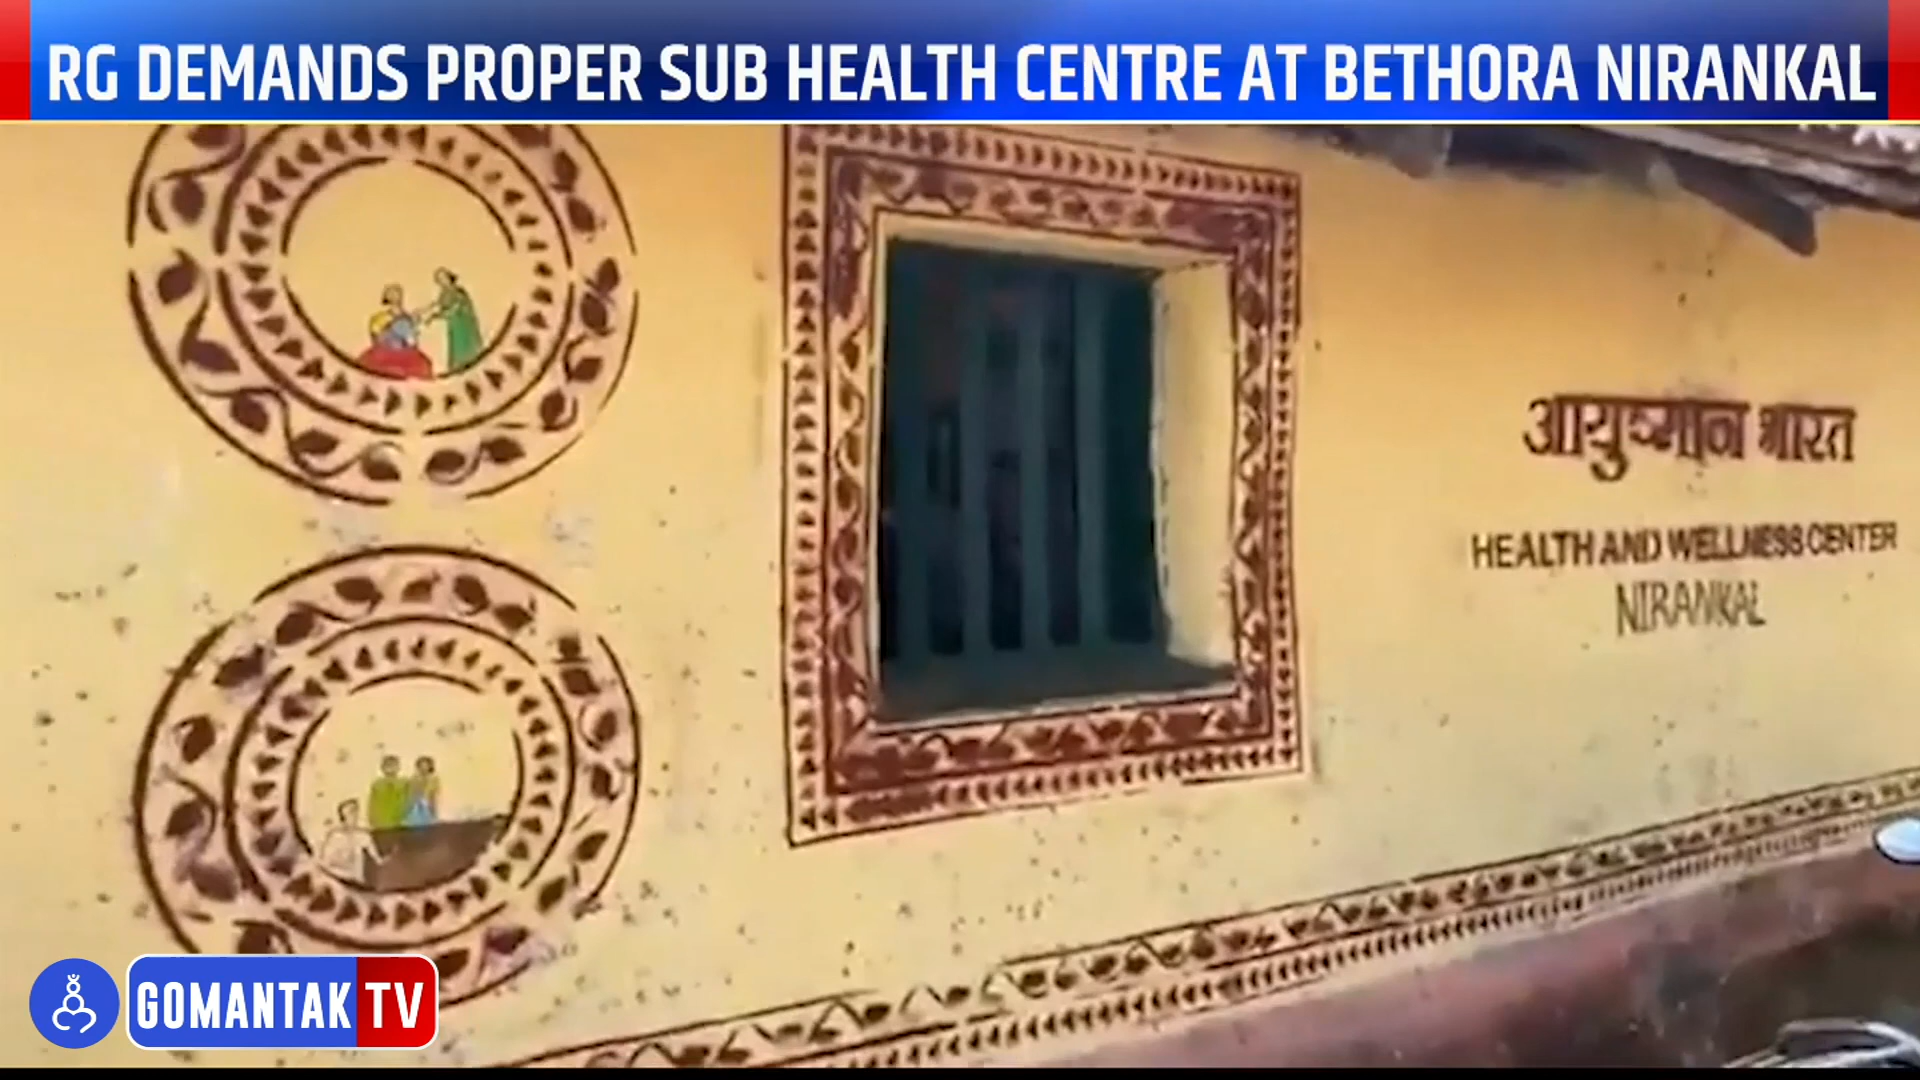 RG DEMANDS PROPER SUB HEALTH CENTRE AT BETHORA NIRANKAL
आयुष्मान भारत
HEALTH AND WELLNESS CENTER
NIRANKAL
GOMANTAK TV